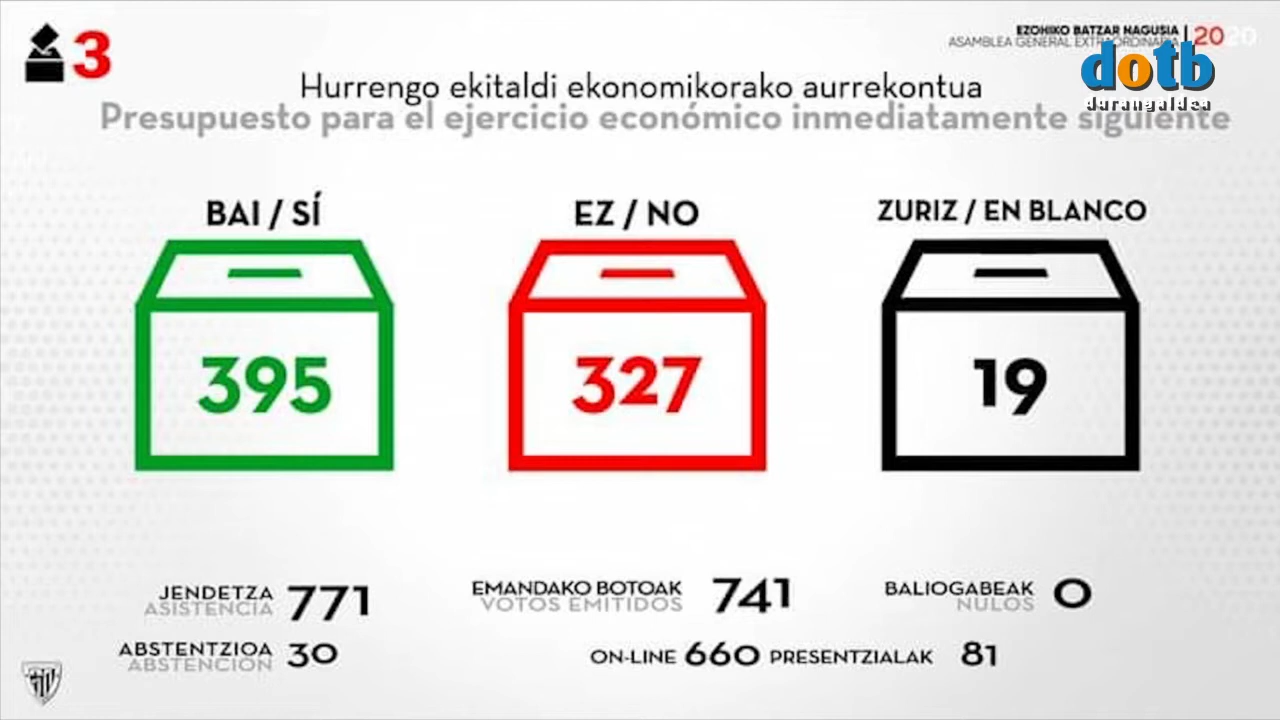 3
EZOHIKO BATZAR NAGUSIA | 2020
ASAMBLEA GENERAL EXTRAORDINARIA
dotb
durangaldea
Hurrengo ekitaldi ekonomikorako aurrekontua
Presupuesto para el ejercicio económico inmediatamente siguiente
BAI / SÍ
EZ / NO
ZURIZ / EN BLANCO
395
327
19
JENDETZA
ASISTENCIA
771
EMANDAKO BOTOAK
VOTOS EMITIDOS
741
BALIOGABEAK
NULOS
0
ABSTENTZIOA
ABSTENCIÓN
30
ON-LINE 660 PRESENTZIALAK 81